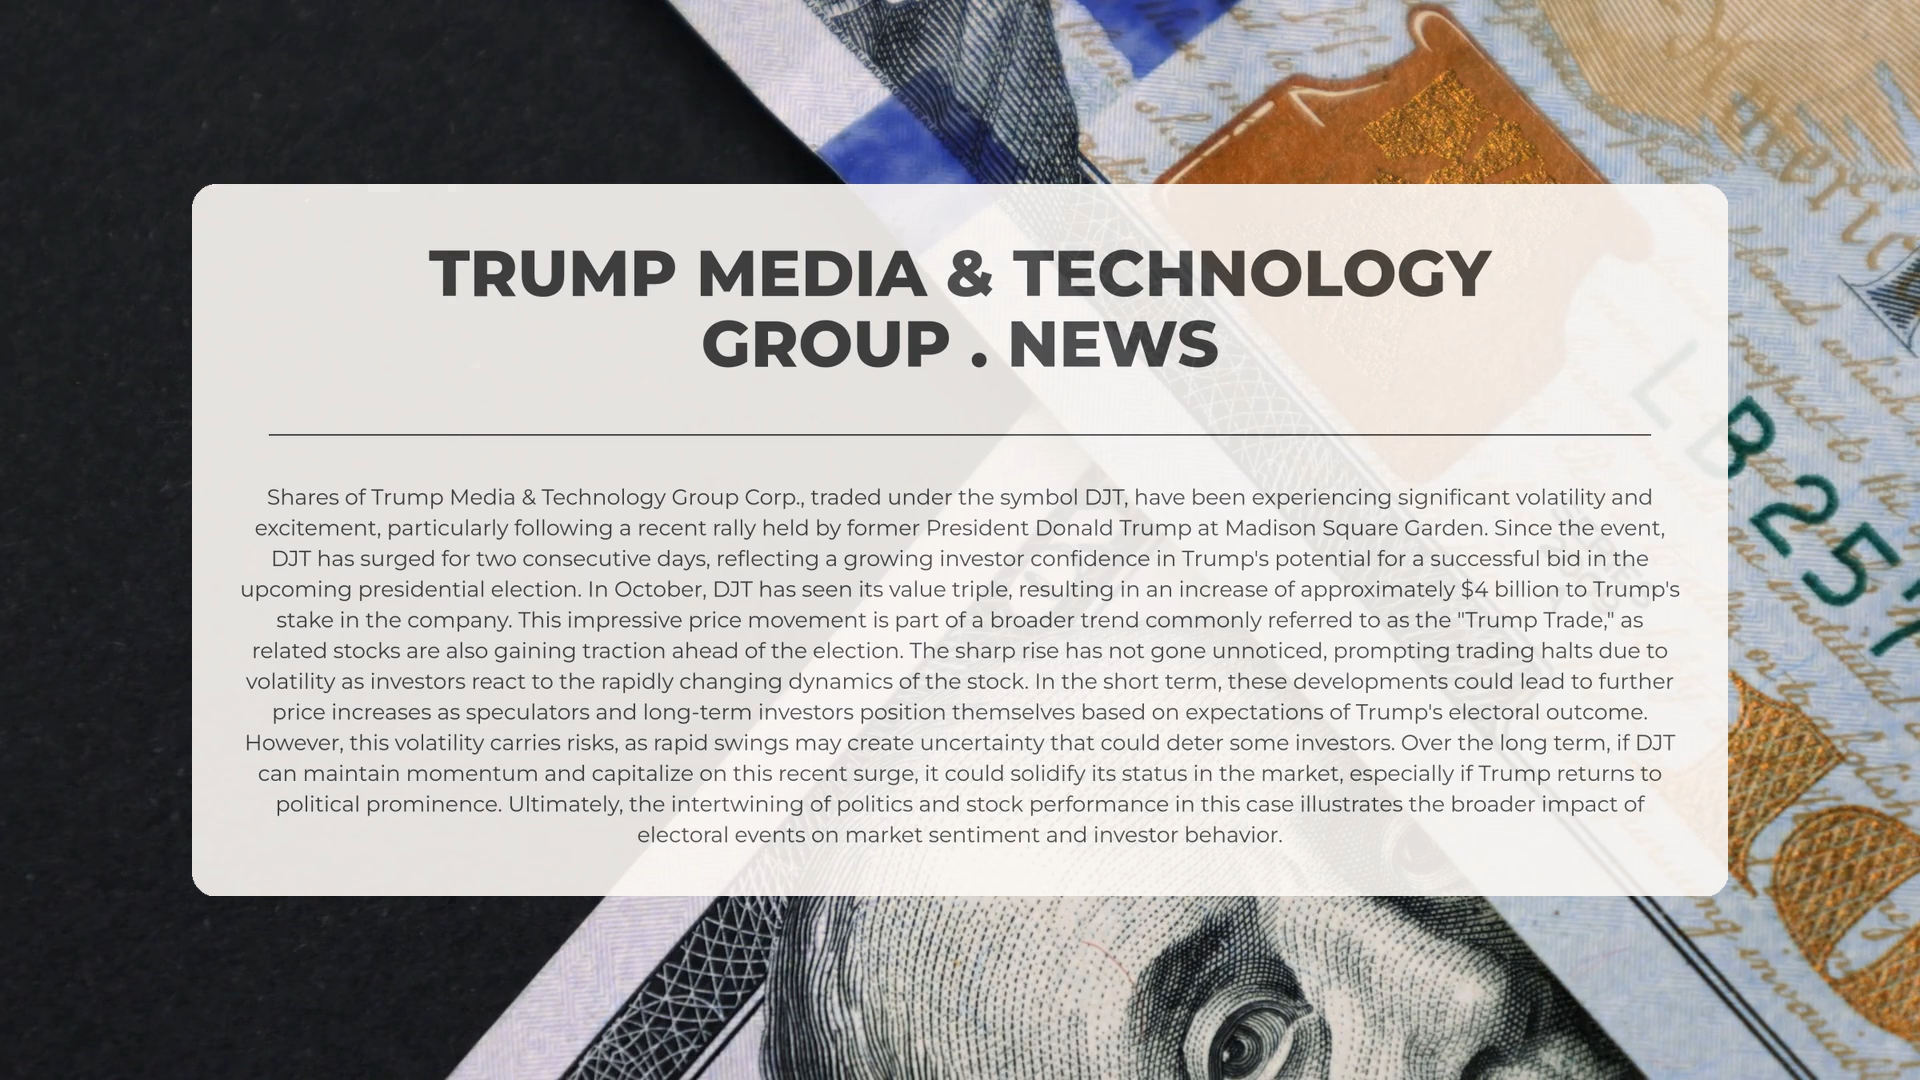 TRUMP MEDIA & TECHNOLOGY
GROUP . NEWS
Shares of Trump Media & Technology Group Corp., traded under the symbol DJT, have been experiencing significant volatility and
excitement, particularly following a recent rally held by former President Donald Trump at Madison Square Garden. Since the event,
DJT has surged for two consecutive days, reflecting a growing investor confidence in Trump's potential for a successful bid in the
upcoming presidential election. In October, DJT has seen its value triple, resulting in an increase of approximately $4 billion to Trump's
stake in the company. This impressive price movement is part of a broader trend commonly referred to as the "Trump Trade," as
related stocks are also gaining traction ahead of the election. The sharp rise has not gone unnoticed, prompting trading halts due to
volatility as investors react to the rapidly changing dynamics of the stock. In the short term, these developments could lead to further
price increases as speculators and long-term investors position themselves based on expectations of Trump's electoral outcome.
However, this volatility carries risks, as rapid swings may create uncertainty that could deter some investors. Over the long term, if DJT
can maintain momentum and capitalize on this recent surge, it could solidify its status in the market, especially if Trump returns to
political prominence. Ultimately, the intertwining of politics and stock performance in this case illustrates the broader impact of
electoral events on market sentiment and investor behavior.
LB25